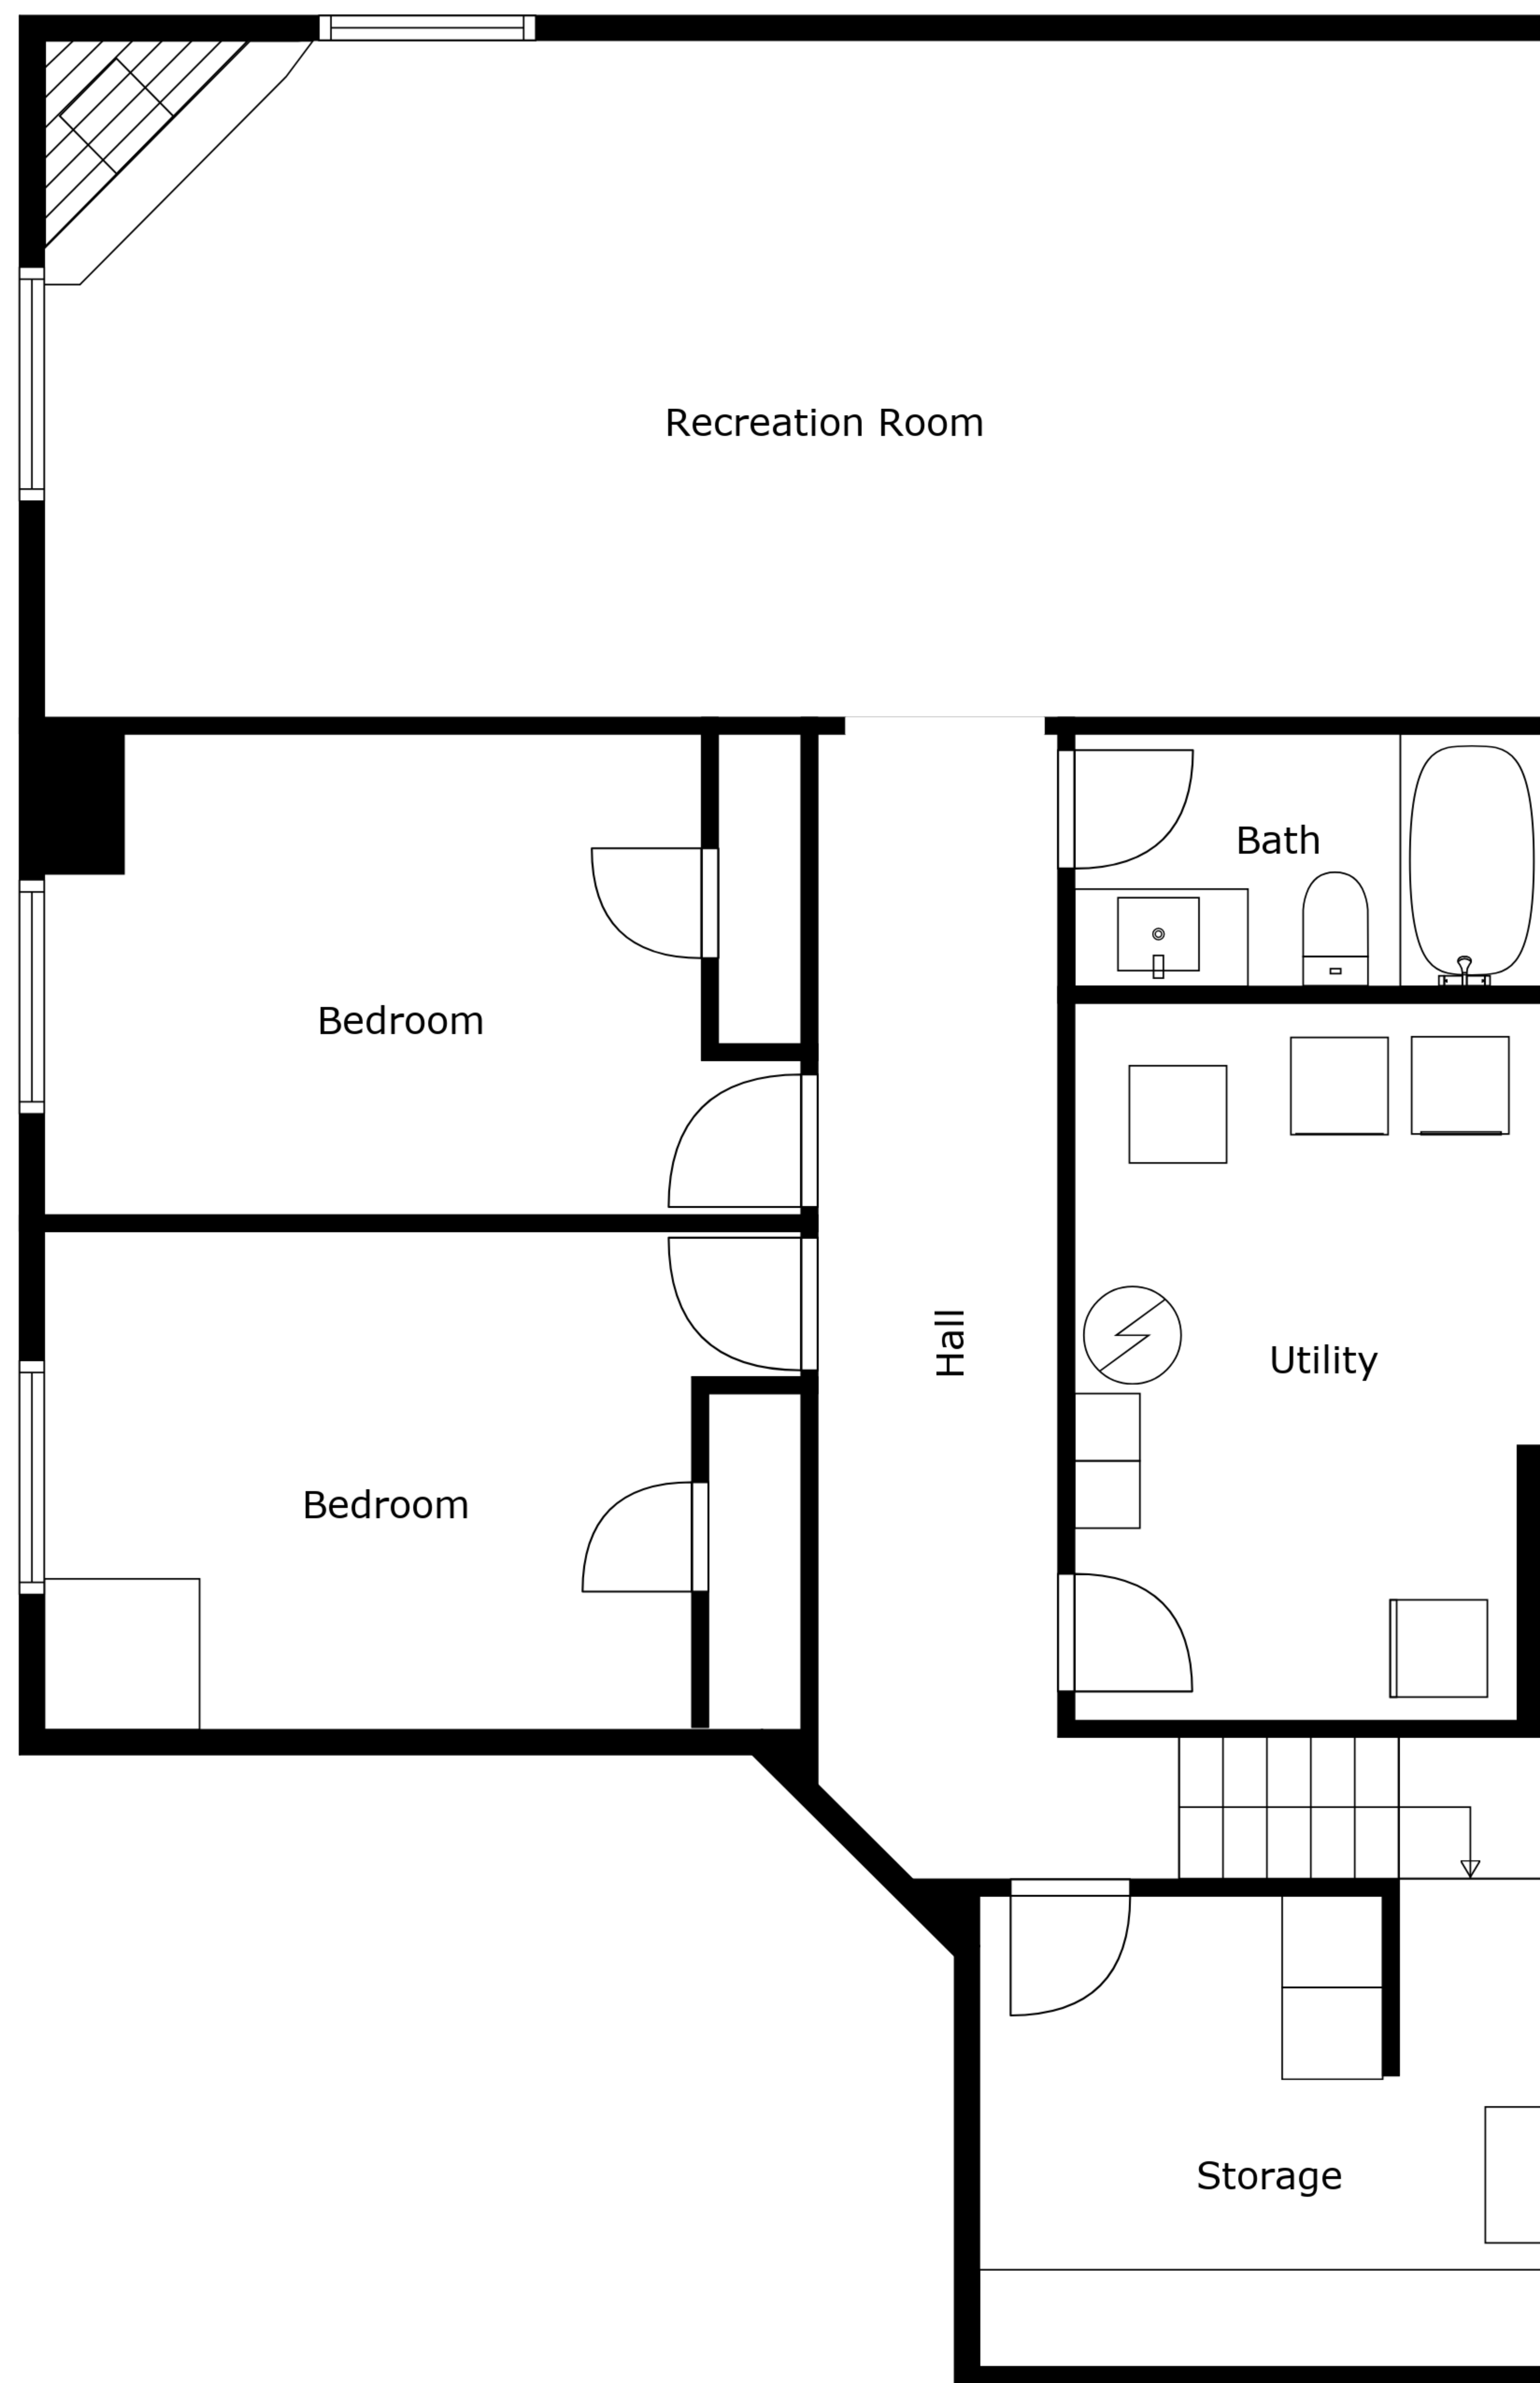 Recreation Room
Bath
Bedroom
Hall
Utility
Bedroom
Storage